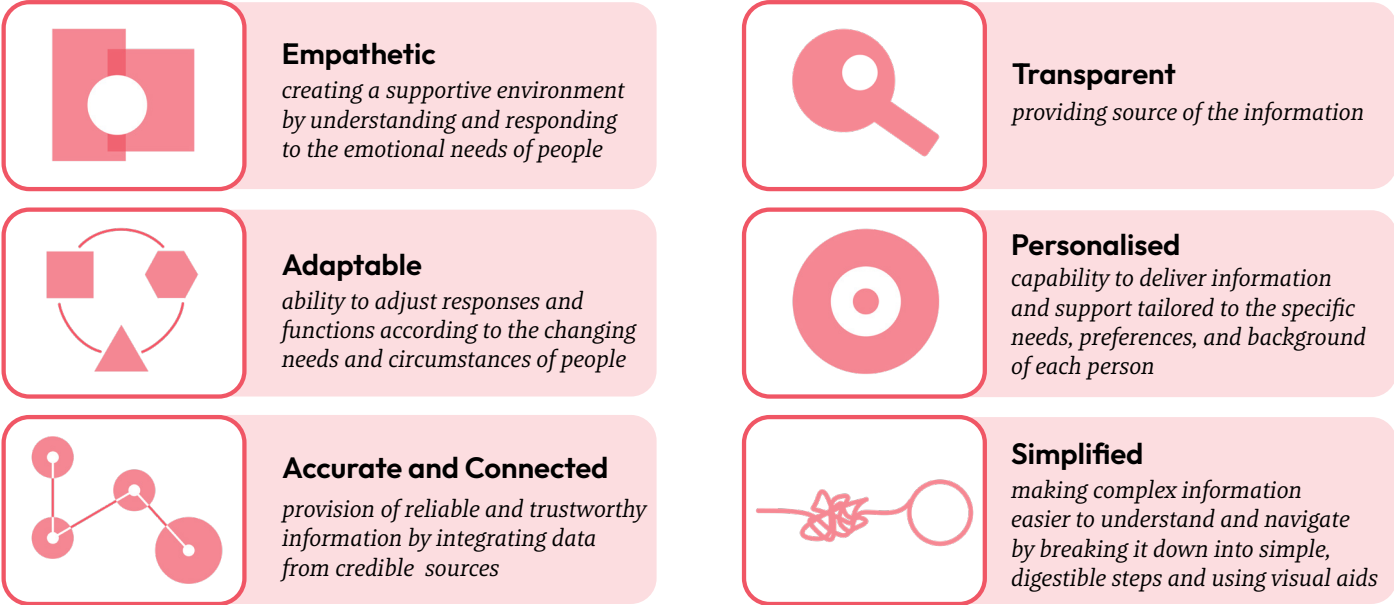 Empathetic
creating a supportive environment
by understanding and responding
to the emotional needs of people
Transparent
providing source of the information
Adaptable
ability to adjust responses and
functions according to the changing
needs and circumstances of people
Personalised
capability to deliver information
and support tailored to the specific
needs, preferences, and background
of each person
Accurate and Connected
provision of reliable and trustworthy
information by integrating data
from credible  sources
Simplified
making complex information
easier to understand and navigate
by breaking it down into simple,
digestible steps and using visual aids